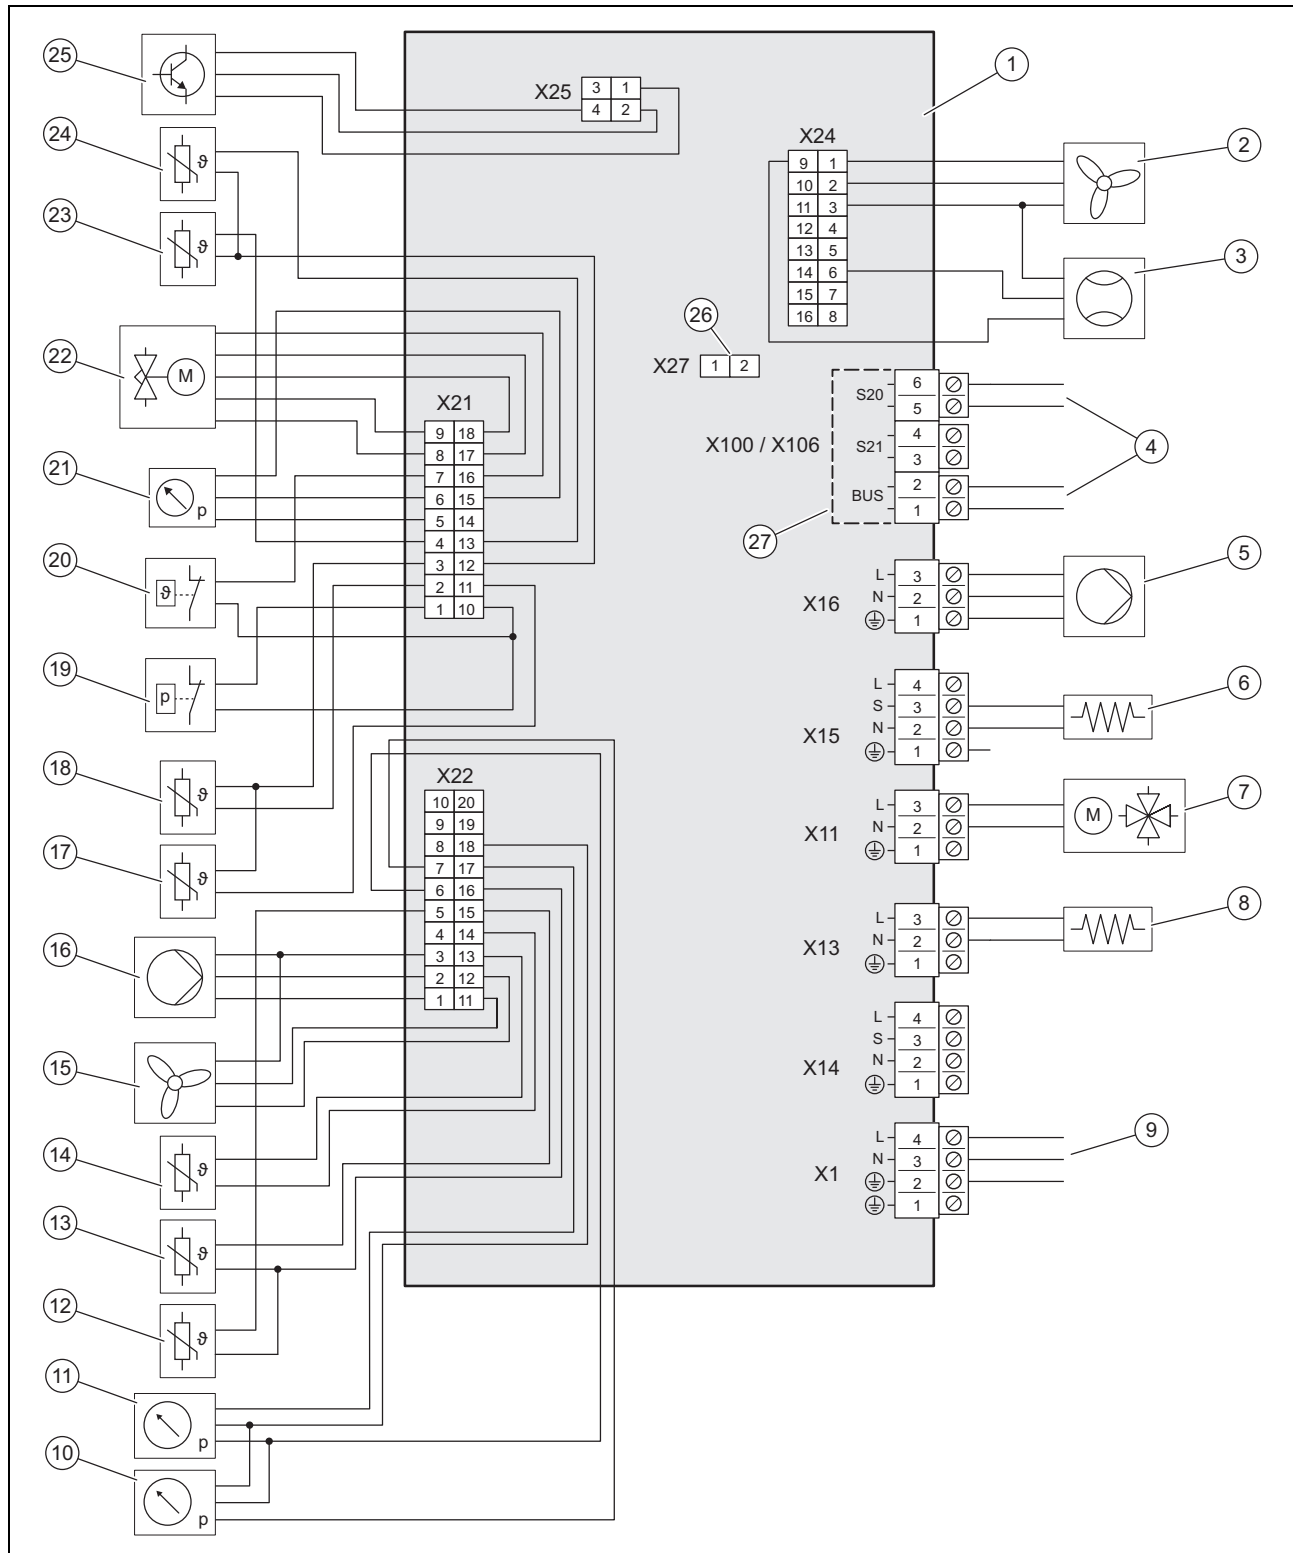 25
X25
3 1
4 2
1
24
ϑ
X24
9 1
10 2
11 3
12 4
13 5
14 6
15 7
16 8
2
23
ϑ
3
26
X27
1 2
22
M
X21
9 18
8 17
7 16
6 15
5 14
4 13
3 12
2 11
1 10
X100 / X106
S20
6
5
S21
4
3
BUS
2
1
4
27
21
p
20
ϑ
X16
L 3
N 2
1
5
19
p
X15
L 4
S 3
N 2
1
6
18
ϑ
X22
10 20
9 19
8 18
7 17
6 16
5 15
4 14
3 13
2 12
1 11
X11
L 3
N 2
1
M
7
17
ϑ
X13
L 3
N 2
1
8
16
X14
L 4
S 3
N 2
1
15
X1
L 4
N 3
2
1
9
14
ϑ
13
ϑ
12
ϑ
11
p
10
p